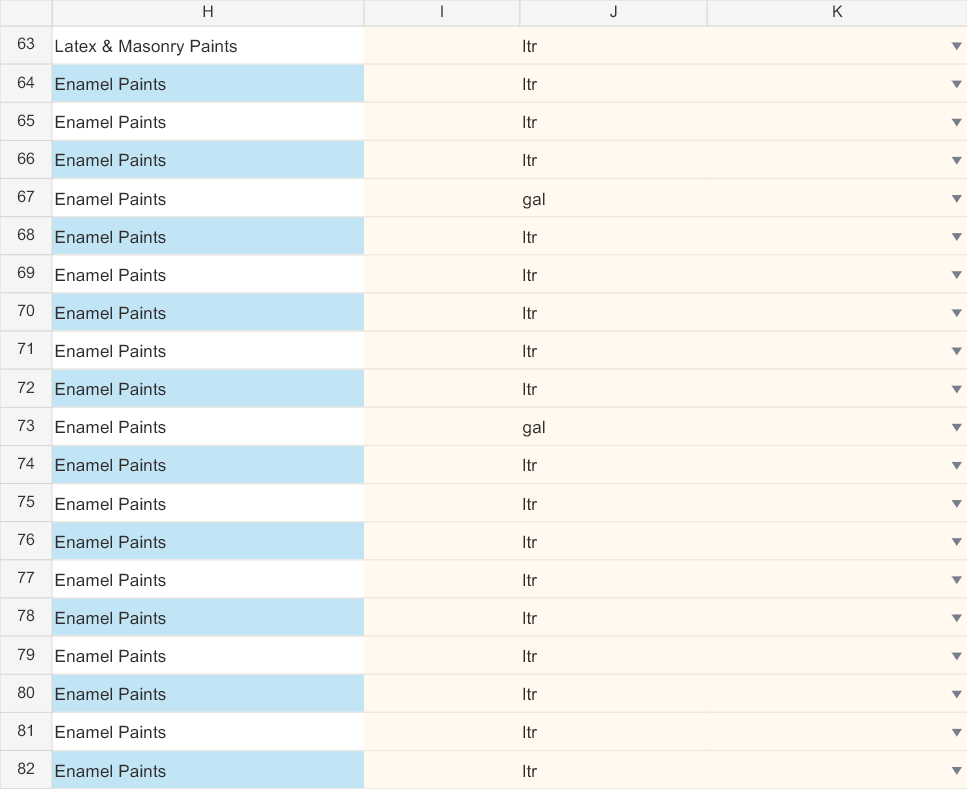 H I J K
63 Latex & Masonry Paints ltr
64 Enamel Paints ltr
65 Enamel Paints ltr
66 Enamel Paints ltr
67 Enamel Paints gal
68 Enamel Paints ltr
69 Enamel Paints ltr
70 Enamel Paints ltr
71 Enamel Paints ltr
72 Enamel Paints ltr
73 Enamel Paints gal
74 Enamel Paints ltr
75 Enamel Paints ltr
76 Enamel Paints ltr
77 Enamel Paints ltr
78 Enamel Paints ltr
79 Enamel Paints ltr
80 Enamel Paints ltr
81 Enamel Paints ltr
82 Enamel Paints ltr